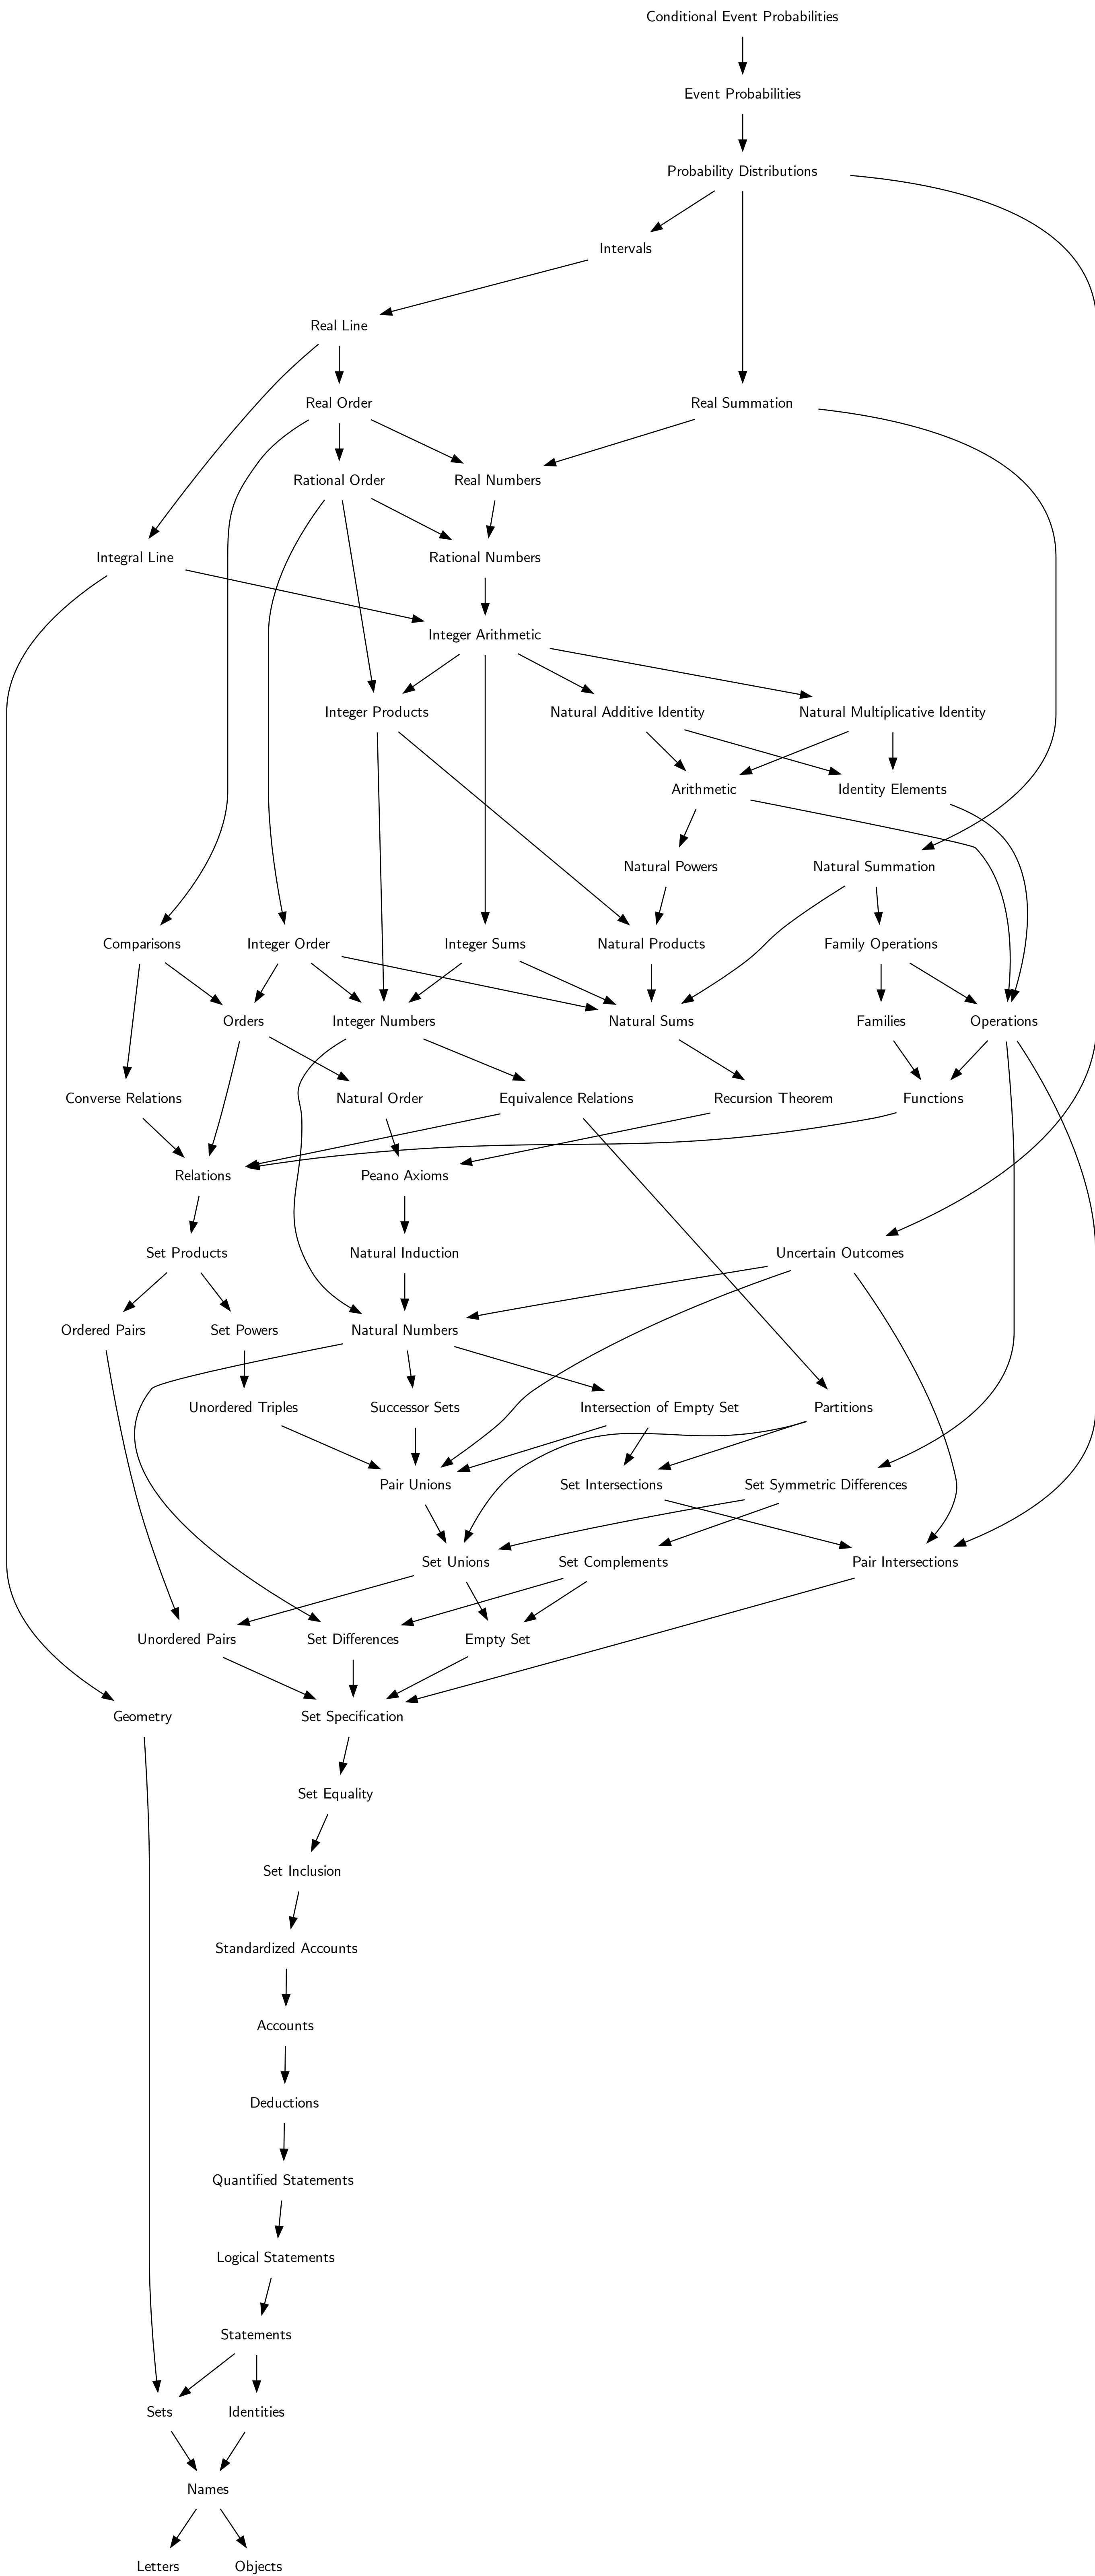 Conditional Event Probabilities
Event Probabilities
Probability Distributions
Intervals
Real Line
Real Order
Real Summation
Rational Order
Real Numbers
Integral Line
Rational Numbers
Integer Arithmetic
Integer Products
Natural Additive Identity
Natural Multiplicative Identity
Arithmetic
Identity Elements
Natural Powers
Natural Summation
Comparisons
Integer Order
Integer Sums
Natural Products
Family Operations
Orders
Integer Numbers
Natural Sums
Families
Operations
Converse Relations
Natural Order
Equivalence Relations
Recursion Theorem
Functions
Relations
Peano Axioms
Set Products
Natural Induction
Uncertain Outcomes
Ordered Pairs
Set Powers
Natural Numbers
Unordered Triples
Successor Sets
Intersection of Empty Set
Partitions
Pair Unions
Set Intersections
Set Symmetric Differences
Set Unions
Set Complements
Pair Intersections
Unordered Pairs
Set Differences
Empty Set
Geometry
Set Specification
Set Equality
Set Inclusion
Standardized Accounts
Accounts
Deductions
Quantified Statements
Logical Statements
Statements
Sets
Identities
Names
Letters
Objects